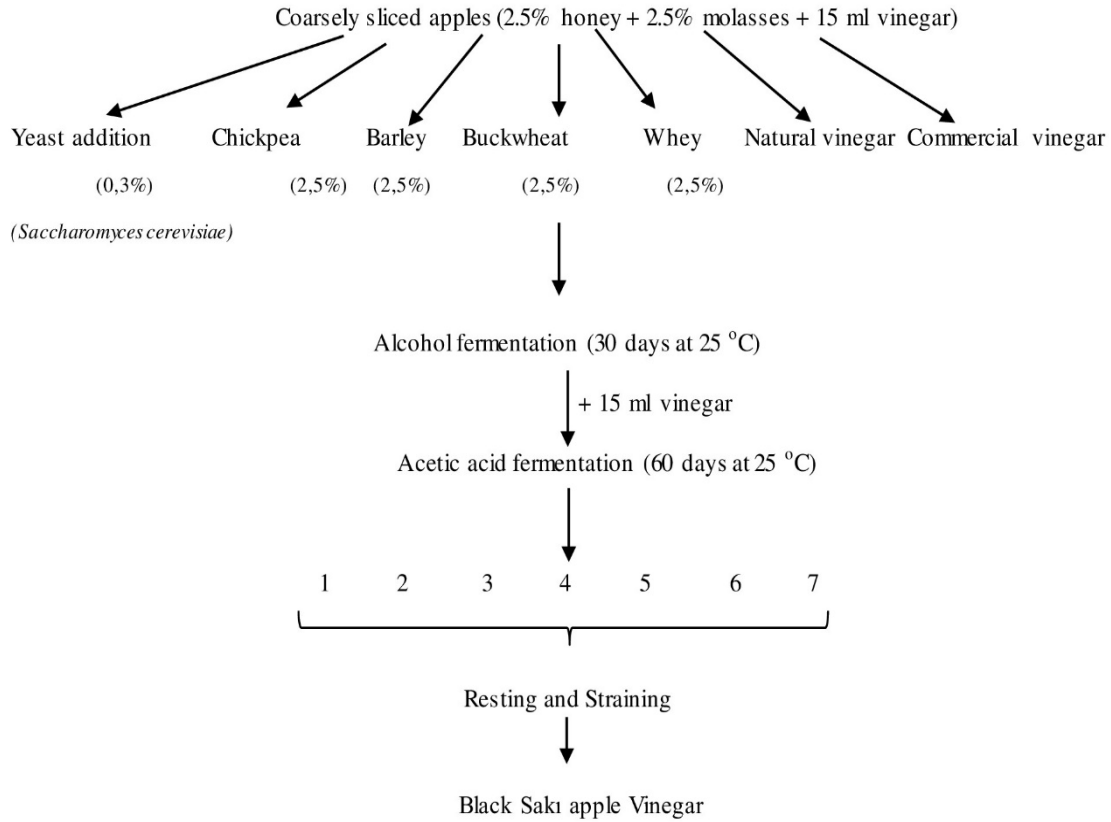 Coarsely sliced apples (2.5% honey + 2.5% molasses + 15 ml vinegar)
Yeast addition Chickpea Barley Buckwheat Whey Natural vinegar Commercial vinegar
(0,3%) (2,5%) (2,5%) (2,5%) (2,5%)
(Saccharomyces cerevisiae)
Alcohol fermentation (30 days at 25 °C)
+ 15 ml vinegar
Acetic acid fermentation (60 days at 25 °C)
1 2 3 4 5 6 7
Resting and Straining
Black Sakı apple Vinegar